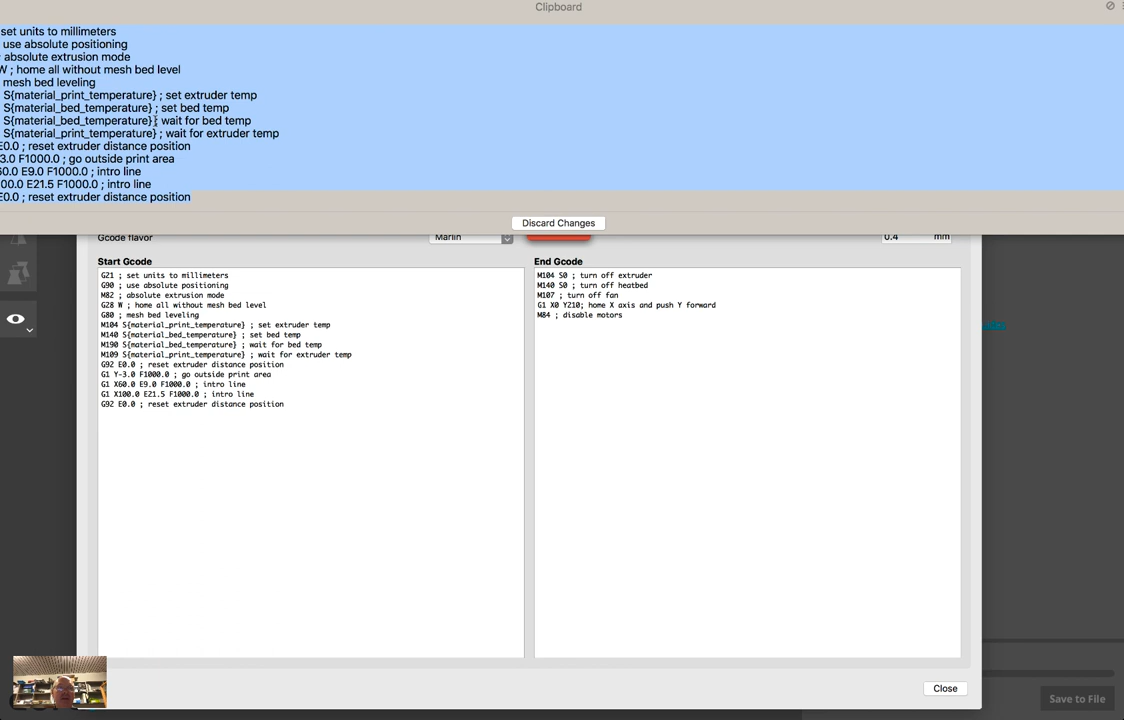 Clipboard
set units to millimeters
use absolute positioning
; absolute extrusion mode
W ; home all without mesh bed level
mesh bed leveling
S{material_print_temperature} ; set extruder temp
S{material_bed_temperature} ; set bed temp
S{material_bed_temperature} ; wait for bed temp
S{material_print_temperature} ; wait for extruder temp
E0.0 ; reset extruder distance position
3.0 F1000.0 ; go outside print area
60.0 E9.0 F1000.0 ; intro line
00.0 E21.5 F1000.0 ; intro line
E0.0 ; reset extruder distance position
Discard Changes
Gcode flavor
Marlin
0.4 mm
Start Gcode
G21 ; set units to millimeters
G90 ; use absolute positioning
M82 ; absolute extrusion mode
G28 W ; home all without mesh bed level
G80 ; mesh bed leveling
M104 S{material_print_temperature} ; set extruder temp
M140 S{material_bed_temperature} ; set bed temp
M190 S{material_bed_temperature} ; wait for bed temp
M109 S{material_print_temperature} ; wait for extruder temp
G92 E0.0 ; reset extruder distance position
G1 Y-3.0 F1000.0 ; go outside print area
G1 X60.0 E9.0 F1000.0 ; intro line
G1 X100.0 E21.5 F1000.0 ; intro line
G92 E0.0 ; reset extruder distance position
End Gcode
M104 S0 ; turn off extruder
M140 S0 ; turn off heatbed
M107 ; turn off fan
G1 X0 Y210; home X axis and push Y forward
M84 ; disable motors
Close
Save to File